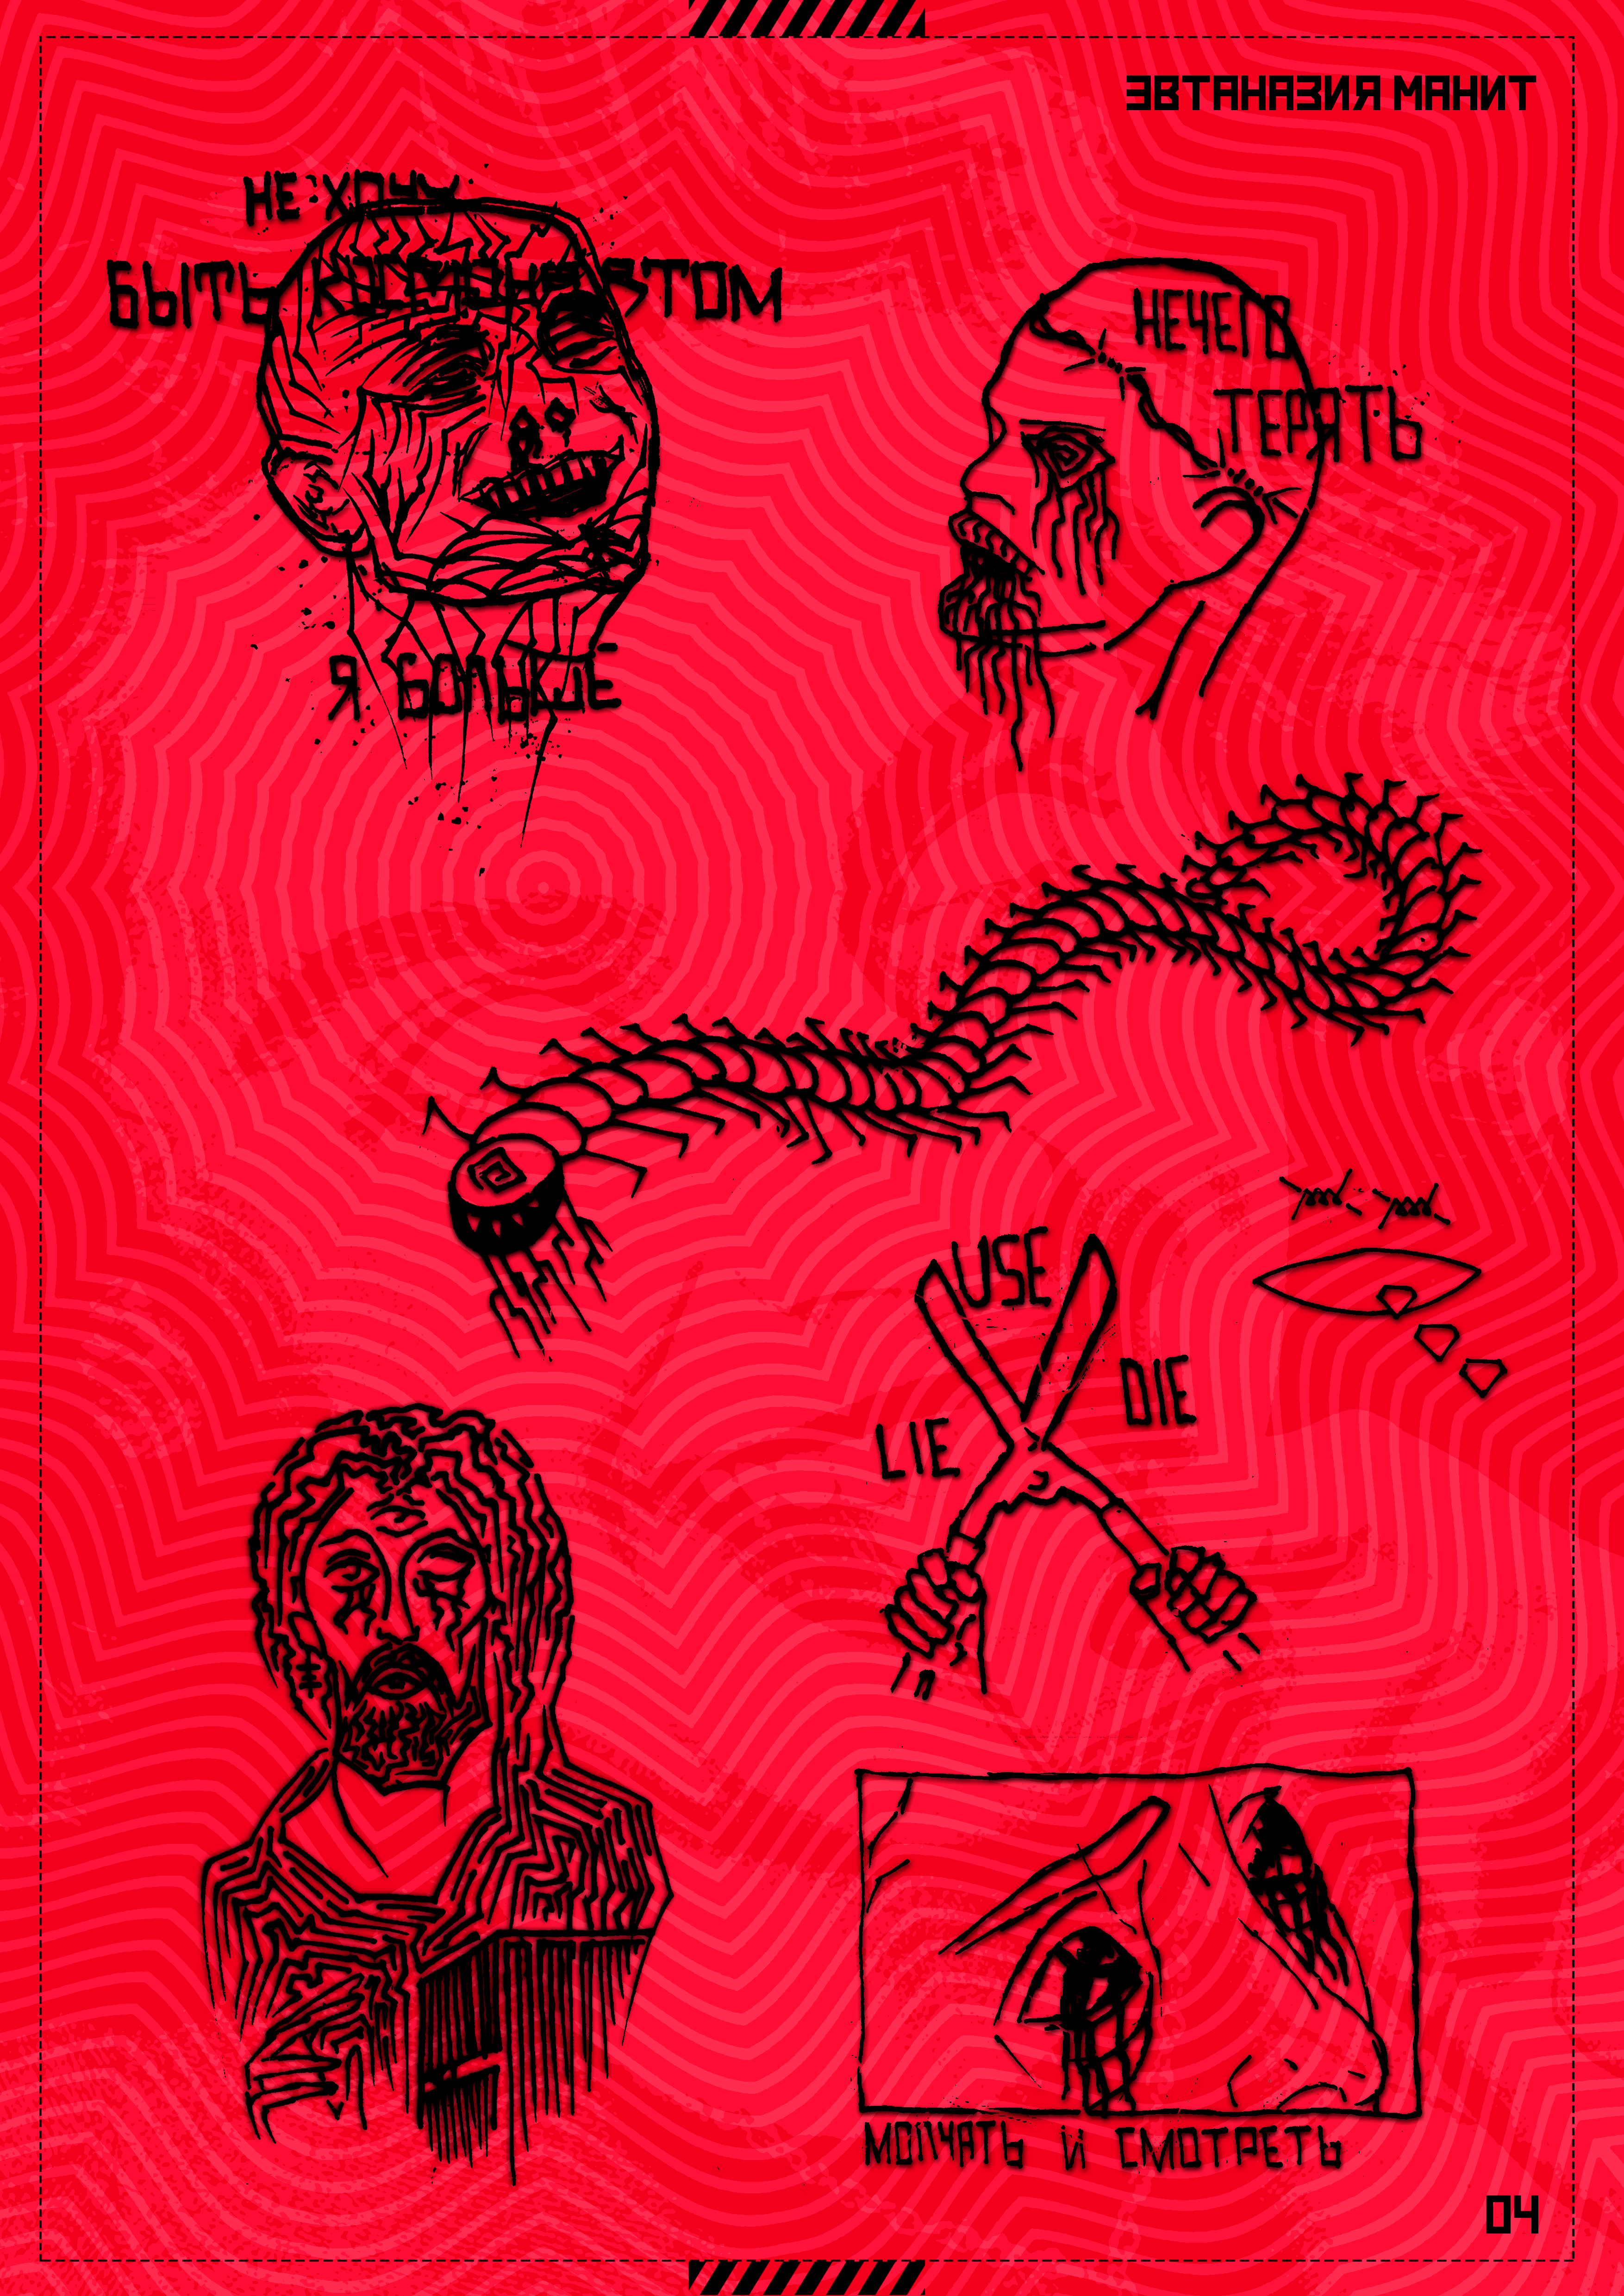 ЭВТАНАЗИЯ МАНИТ
НЕ ХОЧУ
БЫТЬ КОСМОНАВТОМ
Я БОЛЬШЕ
НЕЧЕГО
ТЕРЯТЬ
USE
LIE
DIE
МОЛЧАТЬ И СМОТРЕТЬ
04